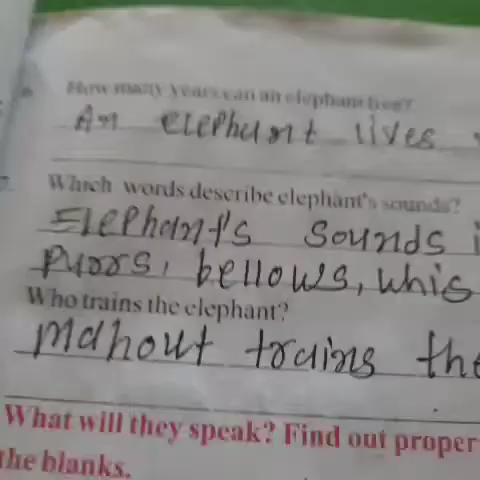 How many years can an elephant live?
An elephant lives
Which words describe elephant's sounds?
Elephant's sounds i
purrs, bellows, whis
Who trains the elephant?
mahout trains the
What will they speak? Find out proper
the blanks.